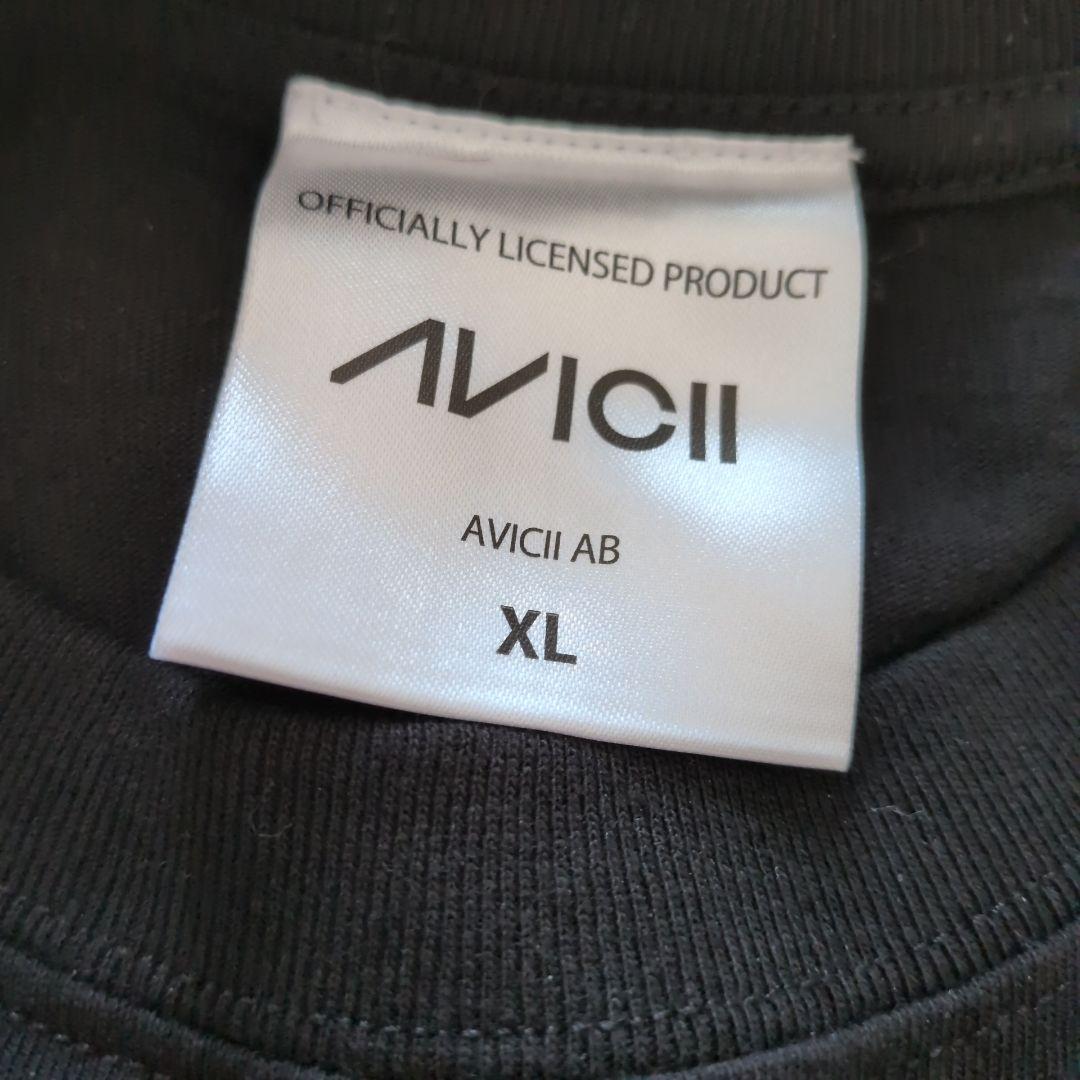 OFFICIALLY LICENSED PRODUCT
AVICII
AVICII AB
XL